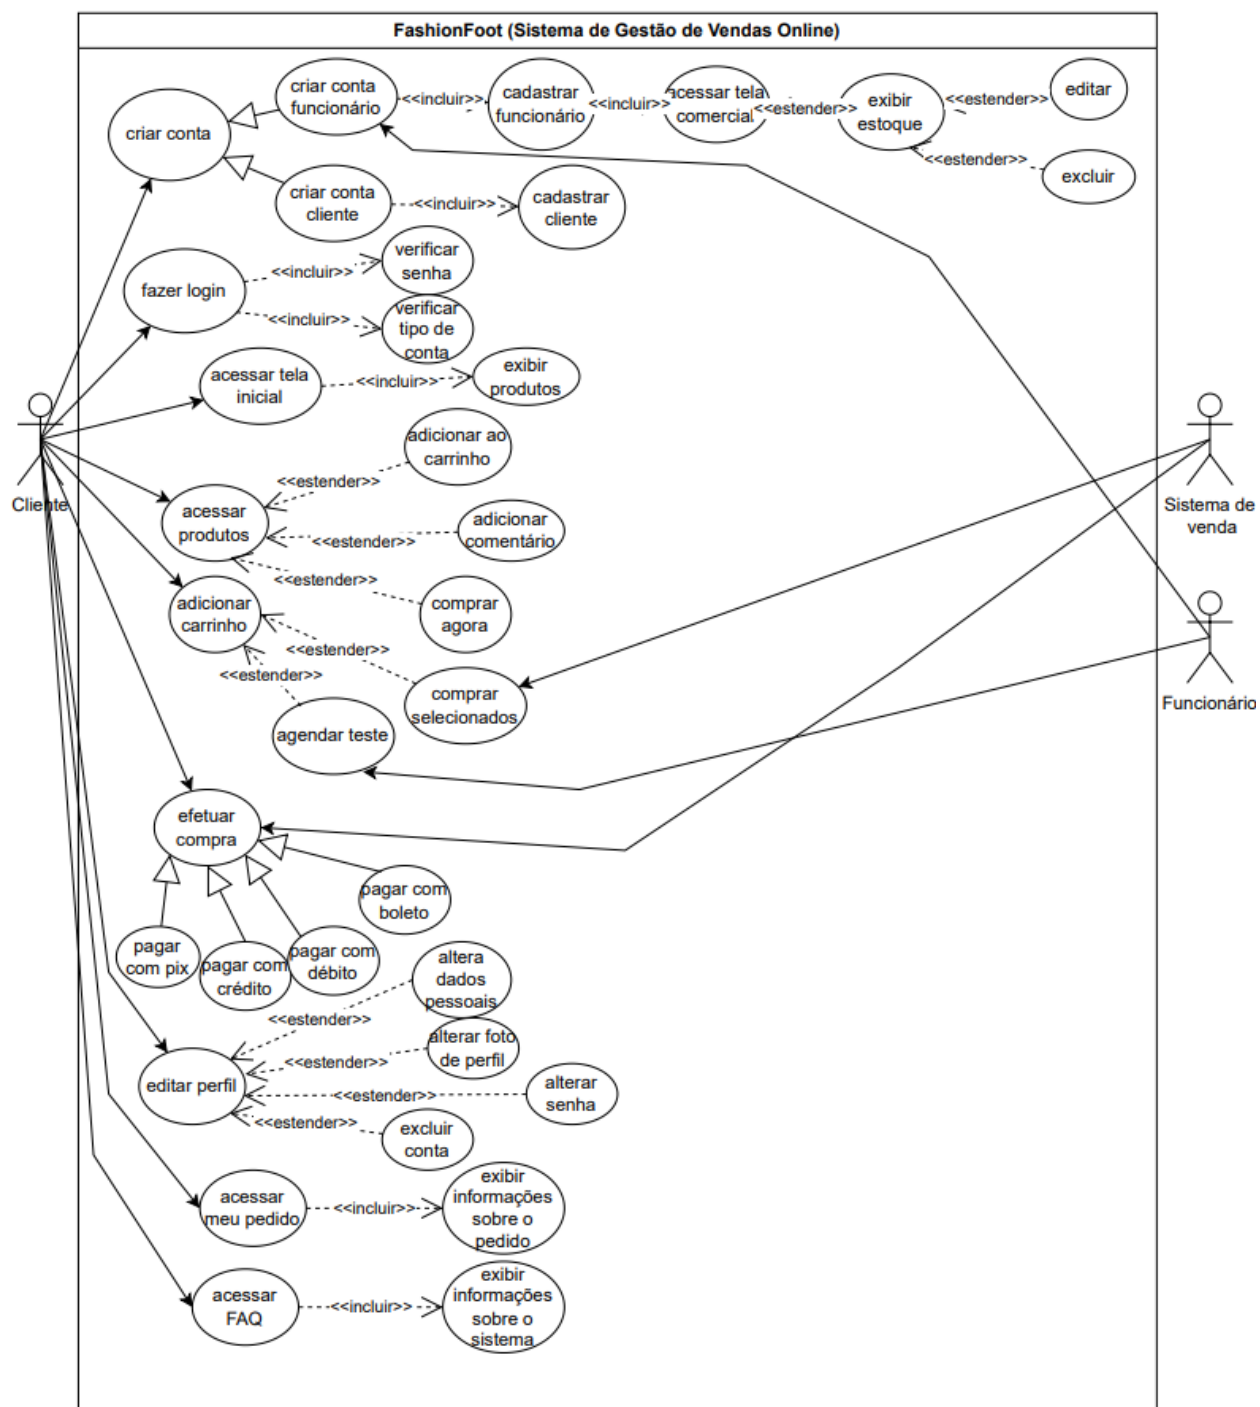 FashionFoot (Sistema de Gestão de Vendas Online)
criar conta
criar conta
funcionário
<<incluir>>
cadastrar
funcionário
<<incluir>>
acessar tela
comercial
<<estender>>
exibir
estoque
<<estender>>
editar
<<estender>>
excluir
criar conta
cliente
<<incluir>>
cadastrar
cliente
fazer login
<<incluir>>
verificar
senha
<<incluir>>
verificar
tipo de
conta
acessar tela
inicial
<<incluir>>
exibir
produtos
Cliente
Sistema de
venda
Funcionário
acessar
produtos
<<estender>>
adicionar ao
carrinho
<<estender>>
adicionar
comentário
<<estender>>
comprar
agora
adicionar
carrinho
<<estender>>
comprar
selecionados
<<estender>>
agendar teste
efetuar
compra
pagar com
boleto
pagar
com pix
pagar com
crédito
pagar com
débito
editar perfil
<<estender>>
altera
dados
pessoais
<<estender>>
alterar foto
de perfil
<<estender>>
alterar
senha
<<estender>>
excluir
conta
acessar
meu pedido
<<incluir>>
exibir
informações
sobre o
pedido
acessar
FAQ
<<incluir>>
exibir
informações
sobre o
sistema